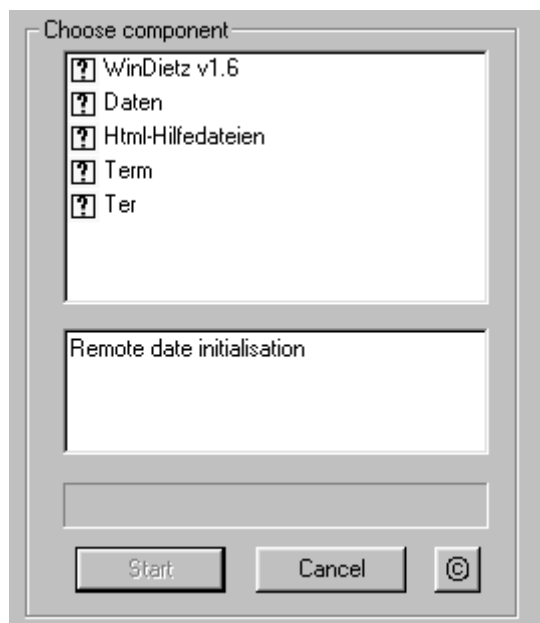 Choose component
? WinDietz v1.6
? Daten
? Html-Hilfedateien
? Term
? Ter
Remote date initialisation
Start
Cancel
©